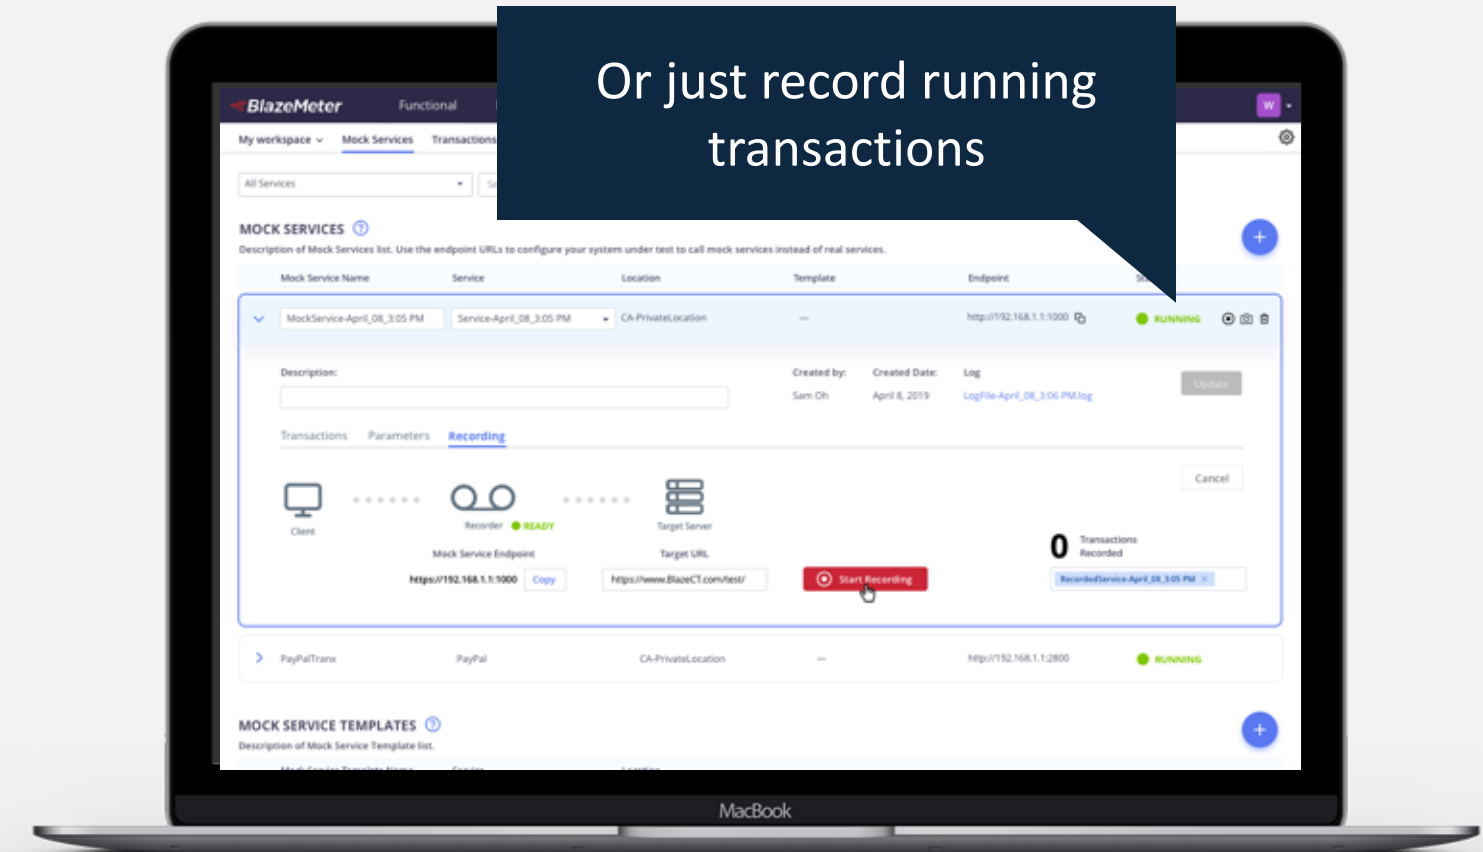 Or just record running
transactions
BlazeMeter Functional
W
My workspace Mock Services Transactions
All Services
MOCK SERVICES ?
Description of Mock Services list. Use the endpoint URLs to configure your system under test to call mock services instead of real services.
Mock Service Name Service Location Template Endpoint
MockService-April_08_3:05 PM Service-April_08_3:05 PM CA-PrivateLocation — http://192.168.1.1:1000 RUNNING
Description: Created by: Created Date: Log
Sam Oh April 8, 2019 LogFile-April_08_3:06 PM.log
Update
Transactions Parameters Recording
Cancel
Client
Recorder READY
Target Server
0 Transactions
Recorded
Mock Service Endpoint Target URL
https://192.168.1.1:1000 Copy https://www.BlazeCT.com/test/ Start Recording RecordedService-April_08_3:05 PM ×
PayPalTranx PayPal CA-PrivateLocation — http://192.168.1.1:2800 RUNNING
MOCK SERVICE TEMPLATES ?
Description of Mock Service Template list.
MacBook